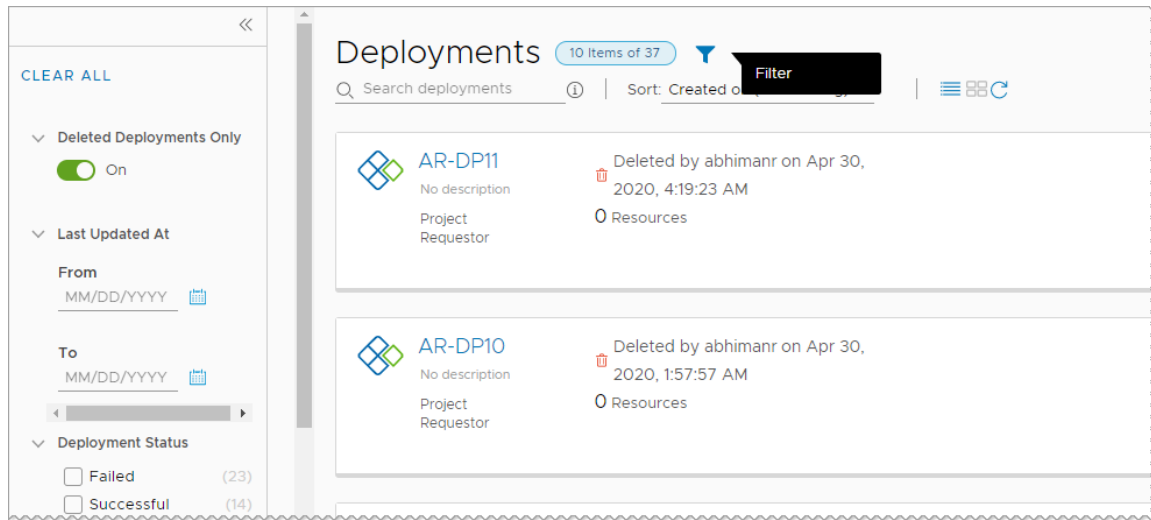 CLEAR ALL
Deleted Deployments Only
On
Last Updated At
From
MM/DD/YYYY
To
MM/DD/YYYY
Deployment Status
Failed (23)
Successful (14)
Deployments 10 Items of 37
Filter
Search deployments Sort: Created
AR-DP11
No description
Project
Requestor
Deleted by abhimanr on Apr 30,
2020, 4:19:23 AM
0 Resources
AR-DP10
No description
Project
Requestor
Deleted by abhimanr on Apr 30,
2020, 1:57:57 AM
0 Resources